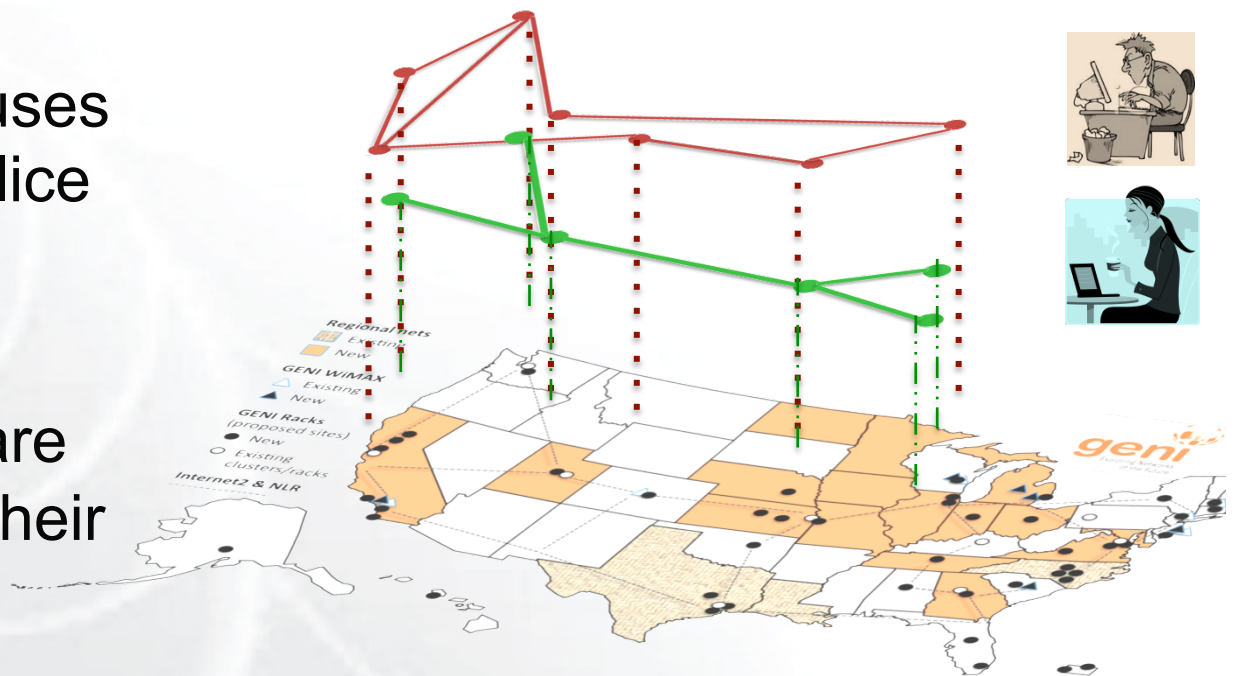 uses
lice
are
their
Regional nets
Existing
New
GENI WiMAX
Existing
New
GENI Racks
(proposed sites)
New
Existing
clusters/racks
Internet2 & NLR
geni